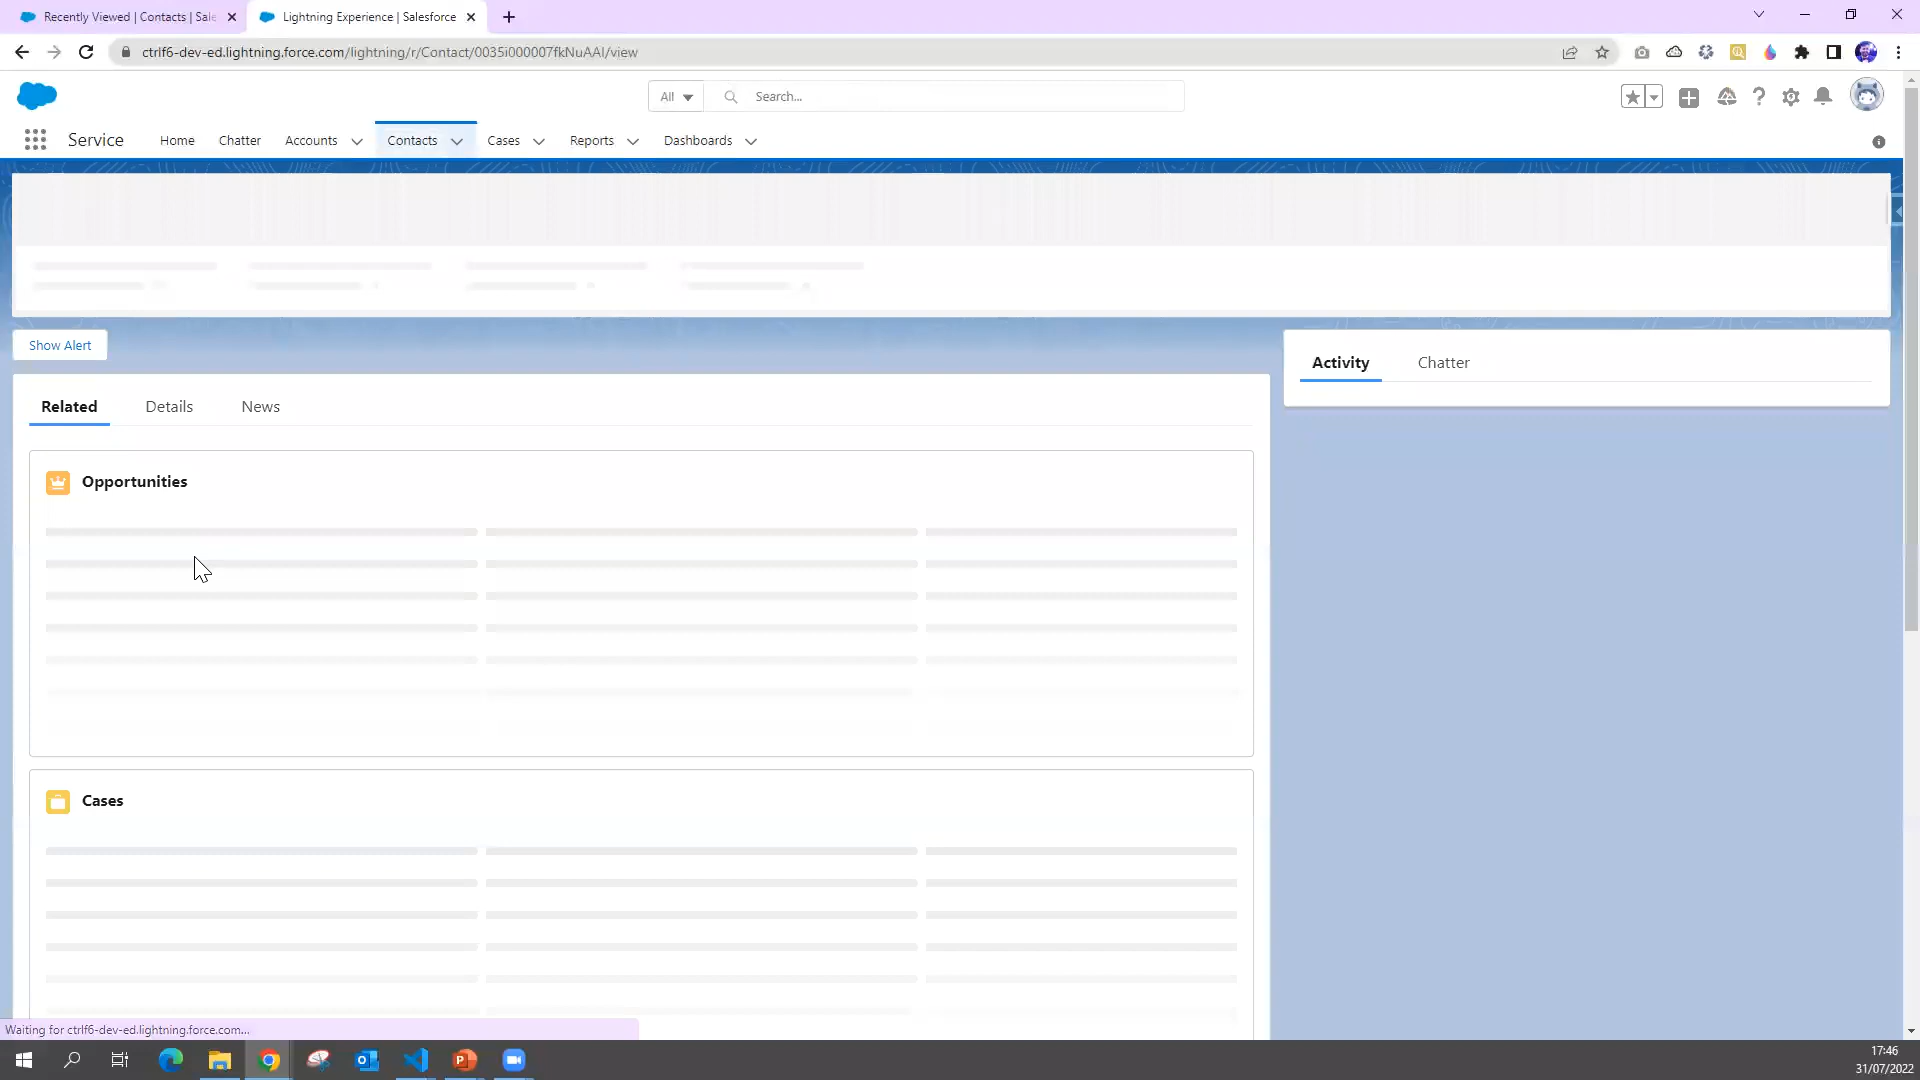 Recently Viewed | Contacts | Sale
Lightning Experience | Salesforce
ctrlf6-dev-ed.lightning.force.com/lightning/r/Contact/0035i000007fkNuAAI/view
All
Search...
Service
Home
Chatter
Accounts
Contacts
Cases
Reports
Dashboards
Show Alert
Activity
Chatter
Related
Details
News
Opportunities
Cases
Waiting for ctrlf6-dev-ed.lightning.force.com...
17:46
31/07/2022